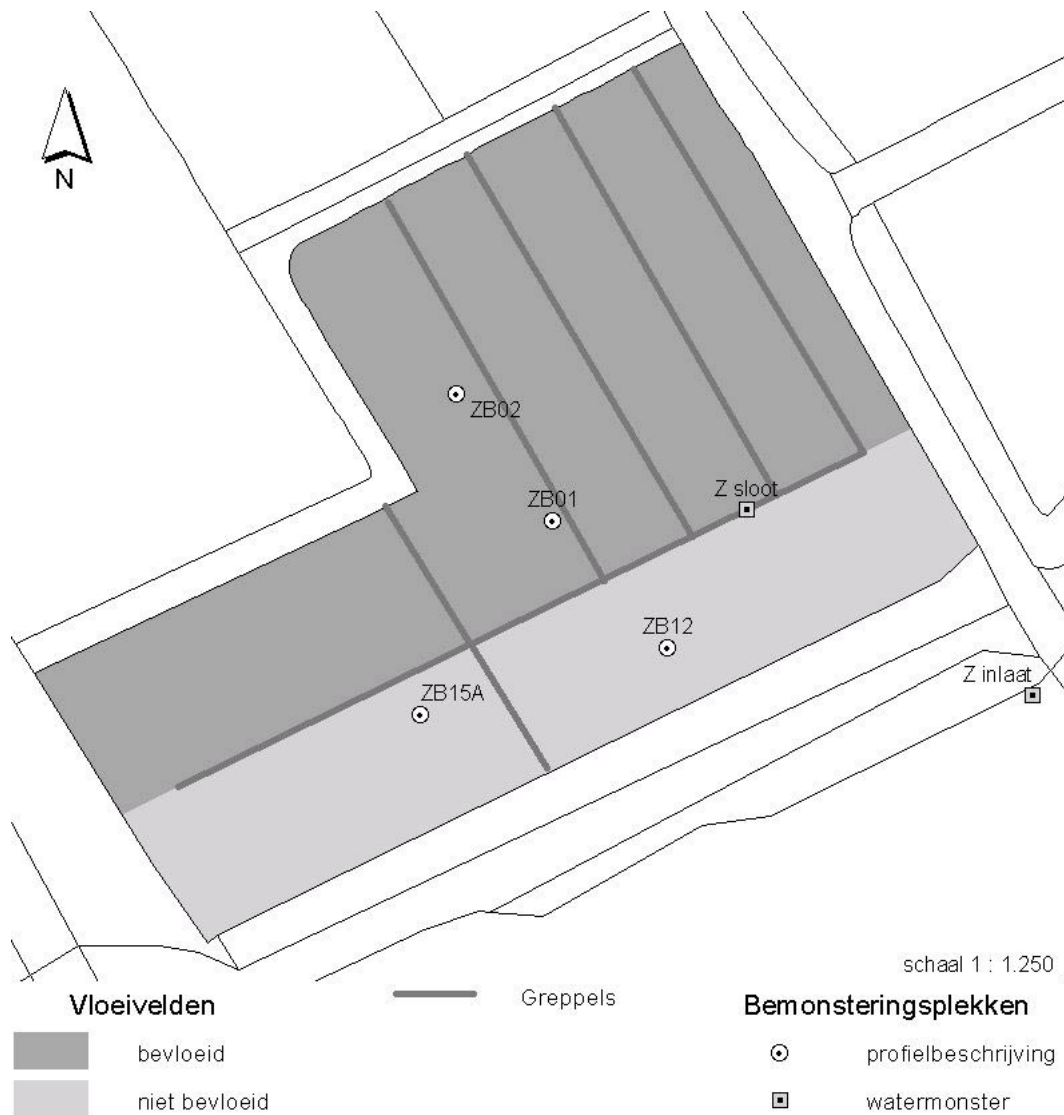 N
ZB02
ZB01
Z sloot
ZB12
Z inlaat
ZB15A
schaal 1 : 1.250
Vloeivelden
Greppels
Bemonsteringsplekken
bevloeid
profielbeschrijving
niet bevloeid
watermonster